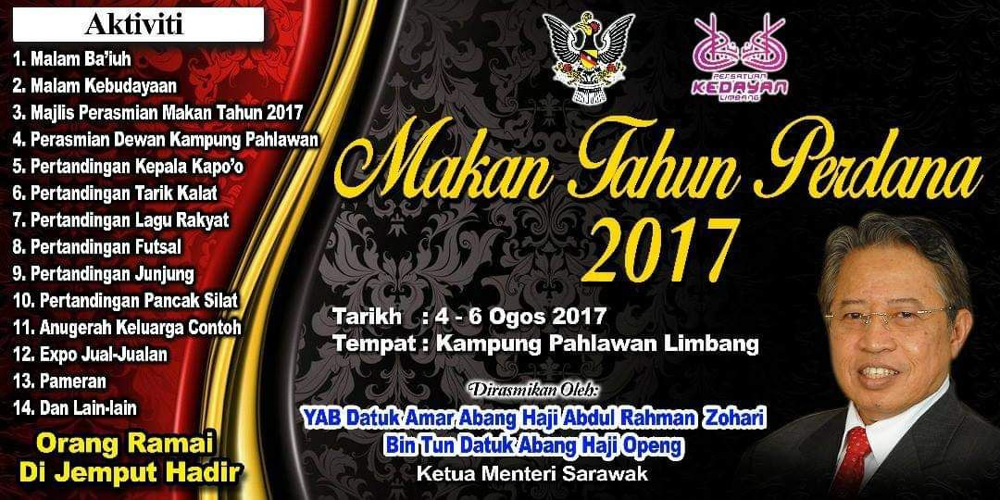 Aktiviti
1. Malam Ba'iuh
2. Malam Kebudayaan
3. Majlis Perasmian Makan Tahun 2017
4. Perasmian Dewan Kampung Pahlawan
5. Pertandingan Kepala Kapo'o
6. Pertandingan Tarik Kalat
7. Pertandingan Lagu Rakyat
8. Pertandingan Futsal
9. Pertandingan Junjung
10. Pertandingan Pancak Silat
11. Anugerah Keluarga Contoh
12. Expo Jual-Jualan
13. Pameran
14. Dan Lain-lain
Orang Ramai
Di Jemput Hadir
PERSATUAN
KEDAYAN
LIMBANG
Makan Tahun Perdana
2017
Tarikh : 4 - 6 Ogos 2017
Tempat : Kampung Pahlawan Limbang
Dirasmikan Oleh:
YAB Datuk Amar Abang Haji Abdul Rahman Zohari
Bin Tun Datuk Abang Haji Openg
Ketua Menteri Sarawak